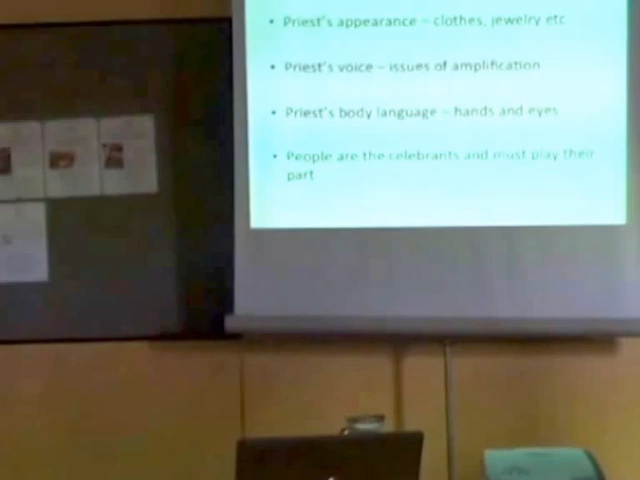 • Priest's appearance – clothes, jewelry etc
• Priest's voice – issues of amplification
• Priest's body language – hands and eyes
• People are the celebrants and must play their
part